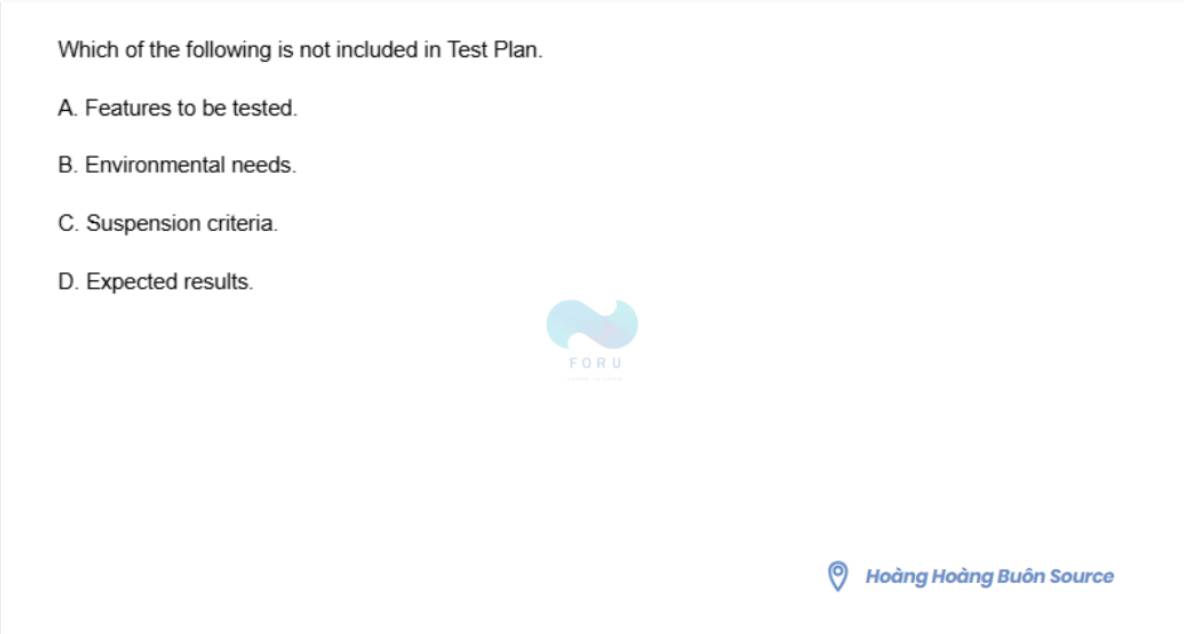 Which of the following is not included in Test Plan.
A. Features to be tested.
B. Environmental needs.
C. Suspension criteria.
D. Expected results.
FORU
Hoàng Hoàng Buôn Source